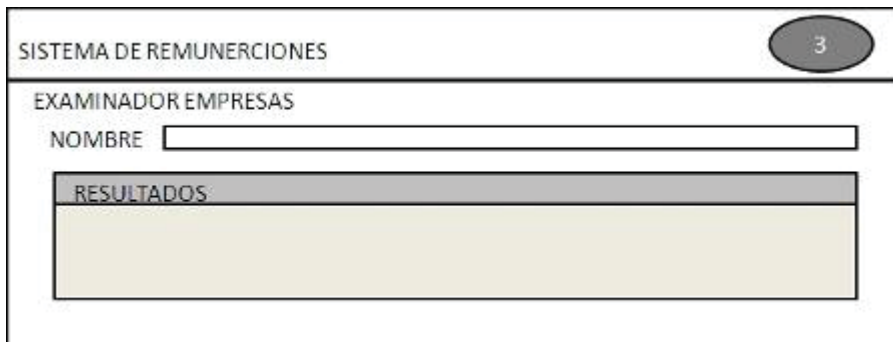 SISTEMA DE REMUNERCIONES
3
EXAMINADOR EMPRESAS
NOMBRE
RESULTADOS